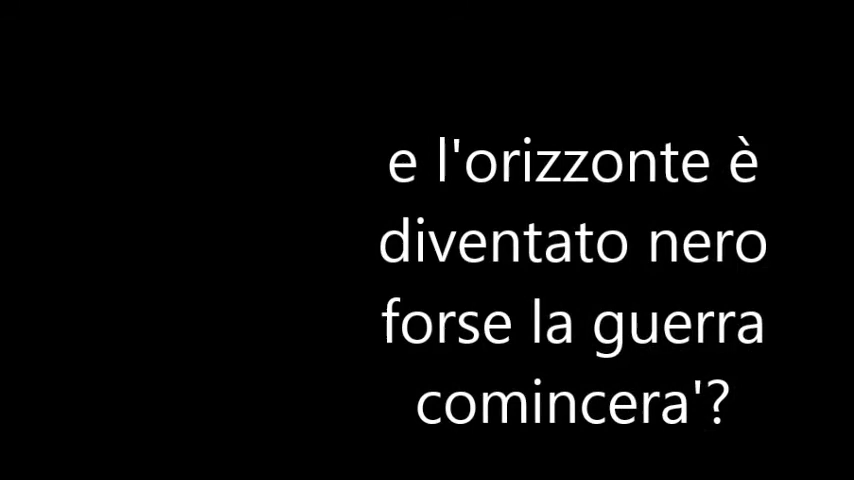 e l'orizzonte è
diventato nero
forse la guerra
comincera'?